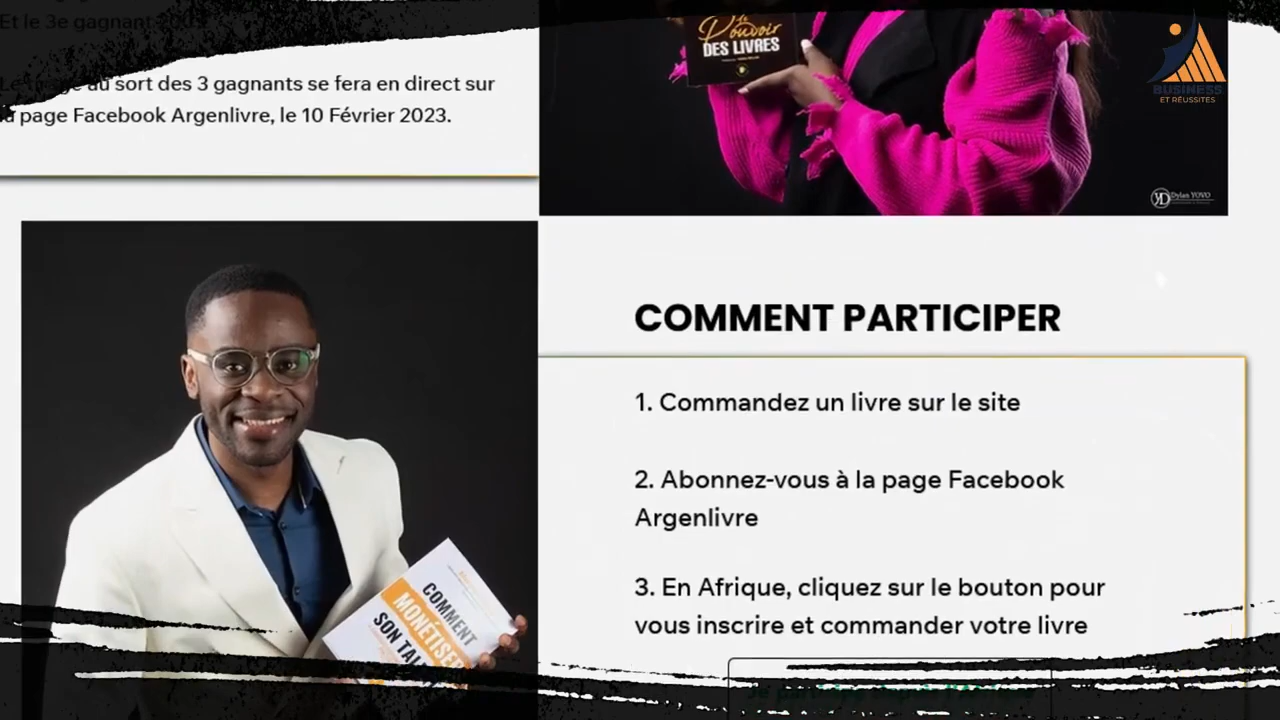 Et le 3e gagnant 200$
au sort des 3 gagnants se fera en direct sur
page Facebook Argenlivre, le 10 Février 2023.
Le
Pouvoir
DES LIVRES
BUSINESS
ET RÉUSSITES
Dylan YOVO
COMMENT PARTICIPER
1. Commandez un livre sur le site
2. Abonnez-vous à la page Facebook
Argenlivre
3. En Afrique, cliquez sur le bouton pour
vous inscrire et commander votre livre
COMMENT
MONÉTISER
SON